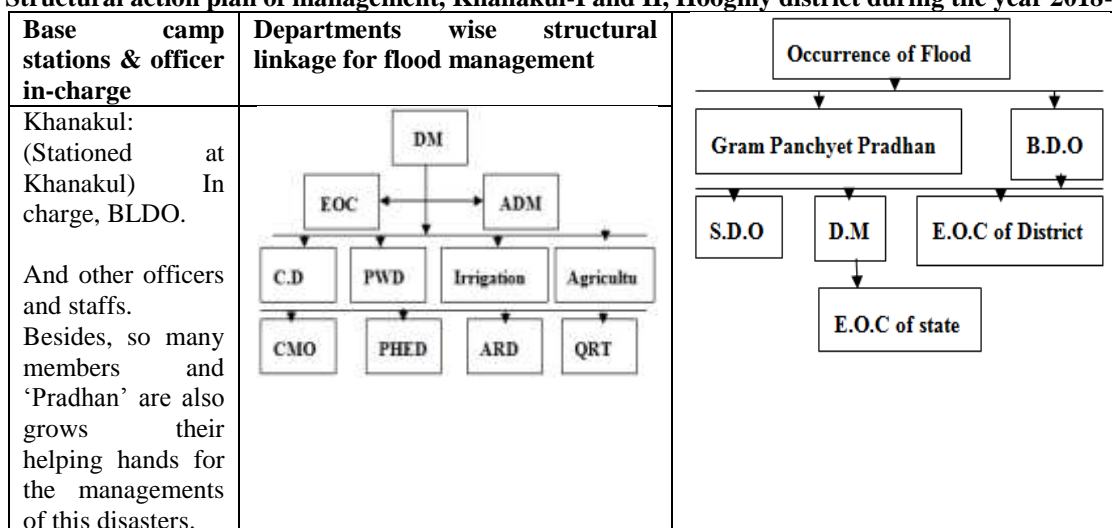 Structural action plan of management, Khanakul-I and II, Hooghly district during the year 2018-
Base camp
stations & officer
in-charge
Departments wise structural
linkage for flood management
Khanakul:
(Stationed at
Khanakul) In
charge, BLDO.
And other officers
and staffs.
Besides, so many
members and
‘Pradhan’ are also
grows their
helping hands for
the managements
of this disasters.
DM
EOC ADM
C.D PWD Irrigation Agricultu
CMO PHED ARD QRT
Occurrence of Flood
Gram Panchyet Pradhan B.D.O
S.D.O D.M E.O.C of District
E.O.C of state